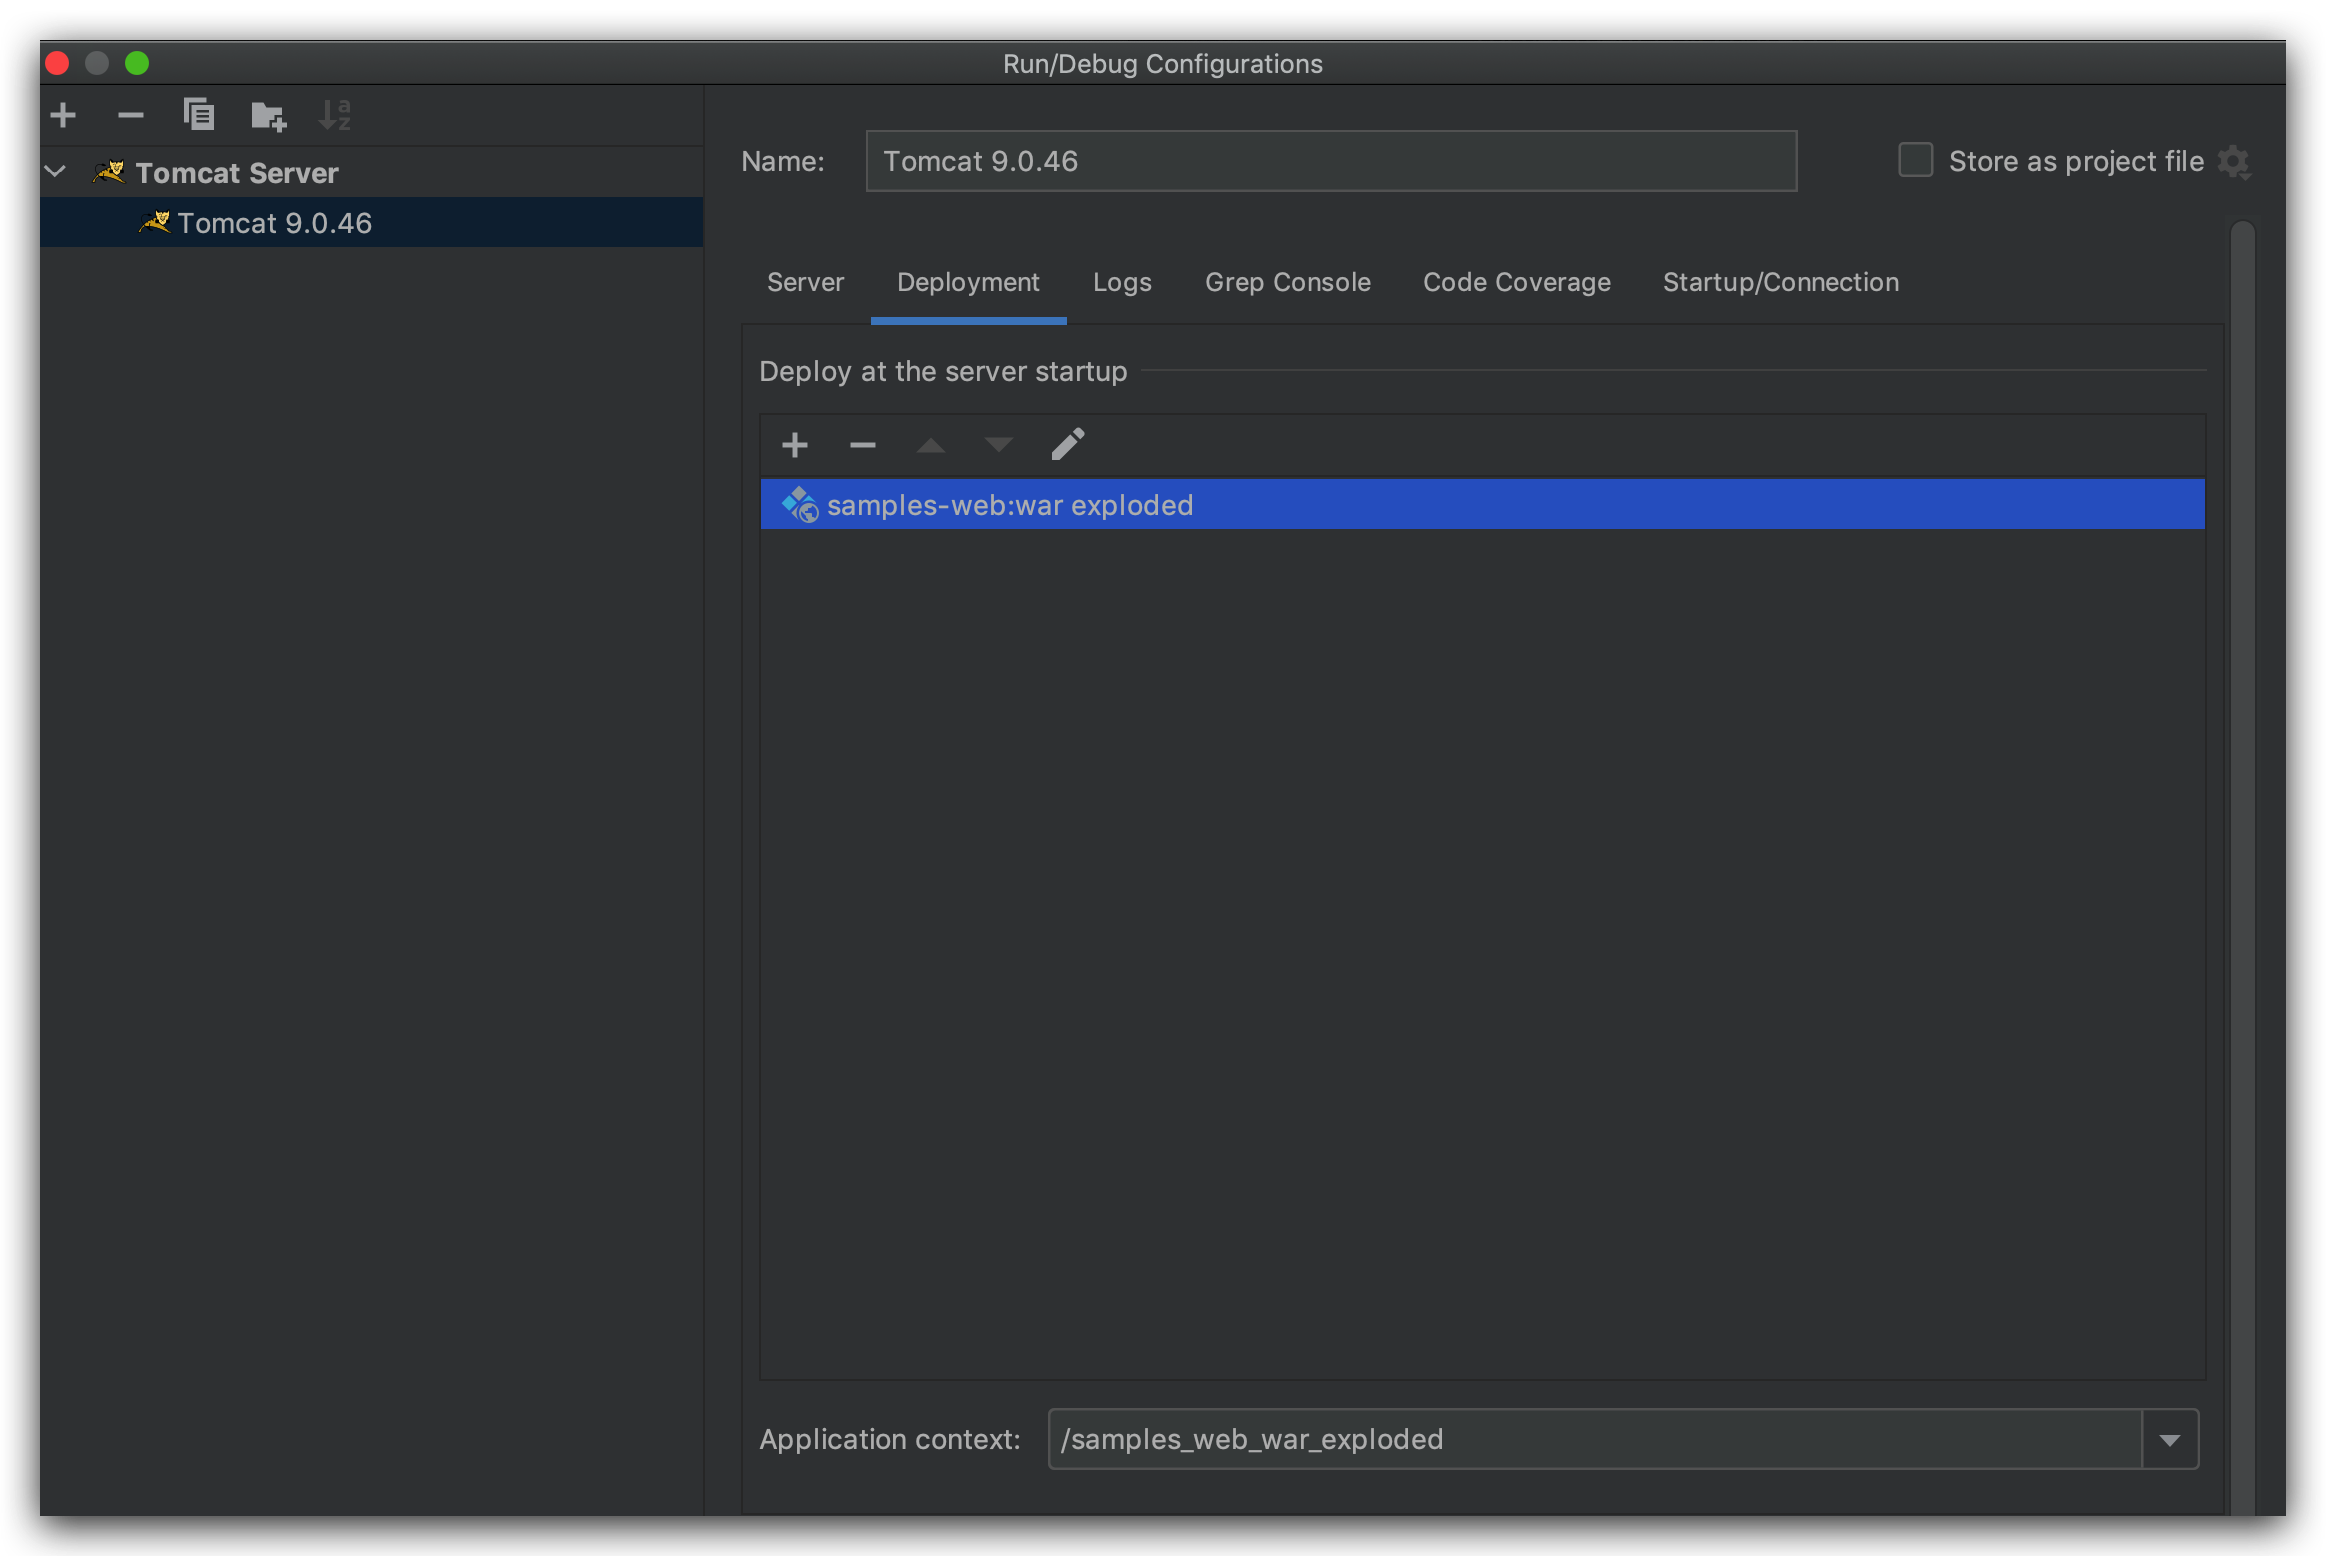 Run/Debug Configurations
Tomcat Server
Tomcat 9.0.46
Name: Tomcat 9.0.46 Store as project file
Server Deployment Logs Grep Console Code Coverage Startup/Connection
Deploy at the server startup
samples-web:war exploded
Application context: /samples_web_war_exploded